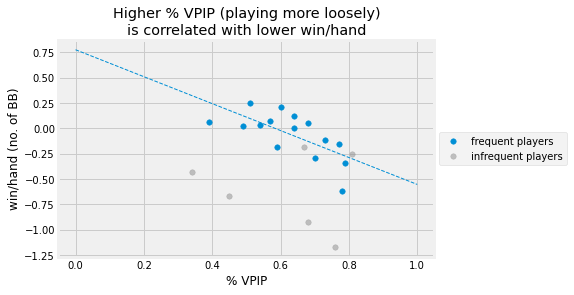 Higher % VPIP (playing more loosely)
is correlated with lower win/hand
win/hand (no. of BB)
0.75
0.50
0.25
0.00
−0.25
−0.50
−0.75
−1.00
−1.25
0.0 0.2 0.4 0.6 0.8 1.0
% VPIP
frequent players
infrequent players